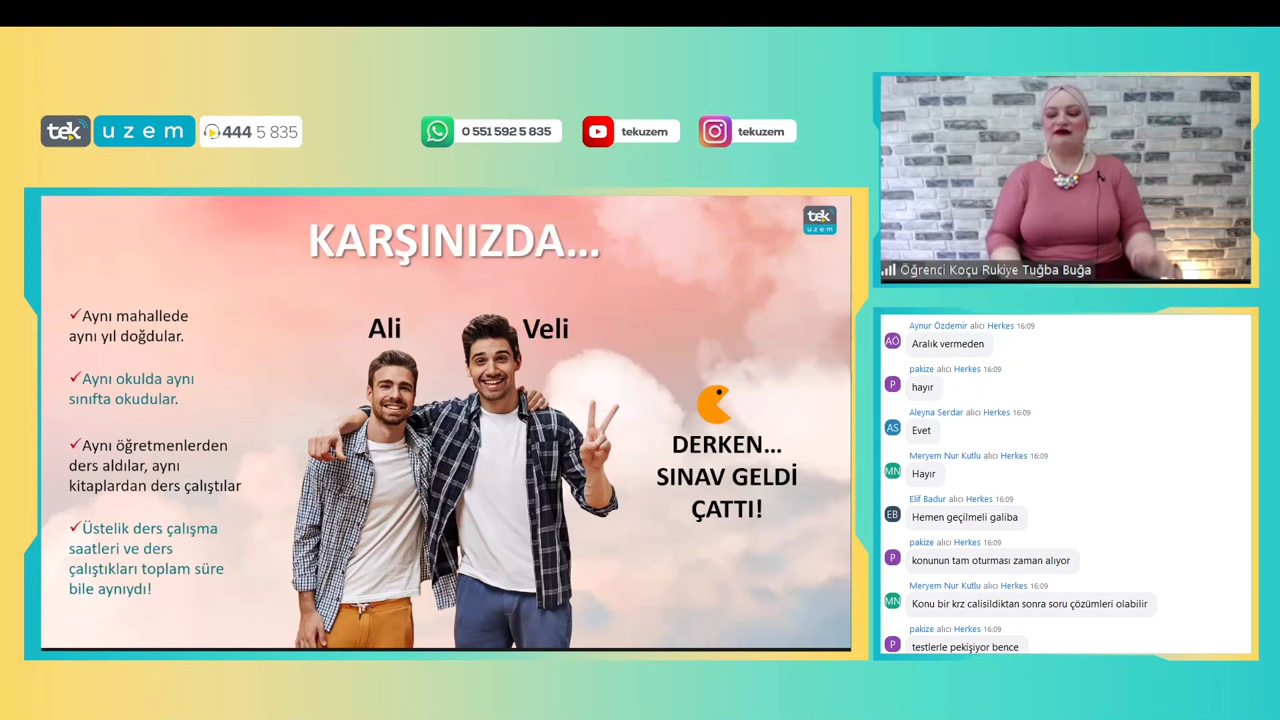 tek uzem 444 5 835
0 551 592 5 835
tekuzem
tekuzem
KARŞINIZDA...
tek
uzem
✓Aynı mahallede
aynı yıl doğdular.
✓Aynı okulda aynı
sınıfta okudular.
✓Aynı öğretmenlerden
ders aldılar, aynı
kitaplardan ders çalıştılar
✓Üstelik ders çalışma
saatleri ve ders
çalıştıkları toplam süre
bile aynıydı!
Ali
Veli
DERKEN...
SINAV GELDİ
ÇATTI!
Öğrenci Koçu Rukiye Tuğba Buğa
Aynur Özdemir alıcı Herkes 16:09
AÖ
Aralık vermeden
pakize alıcı Herkes 16:09
P
hayır
Aleyna Serdar alıcı Herkes 16:09
AS
Evet
Meryem Nur Kutlu alıcı Herkes 16:09
MN
Hayır
Elif Badur alıcı Herkes 16:09
EB
Hemen geçilmeli galiba
pakize alıcı Herkes 16:09
P
konunun tam oturması zaman alıyor
Meryem Nur Kutlu alıcı Herkes 16:09
MN
Konu bir krz calisildiktan sonra soru çözümleri olabilir
pakize alıcı Herkes 16:09
P
testlerle pekişiyor bence